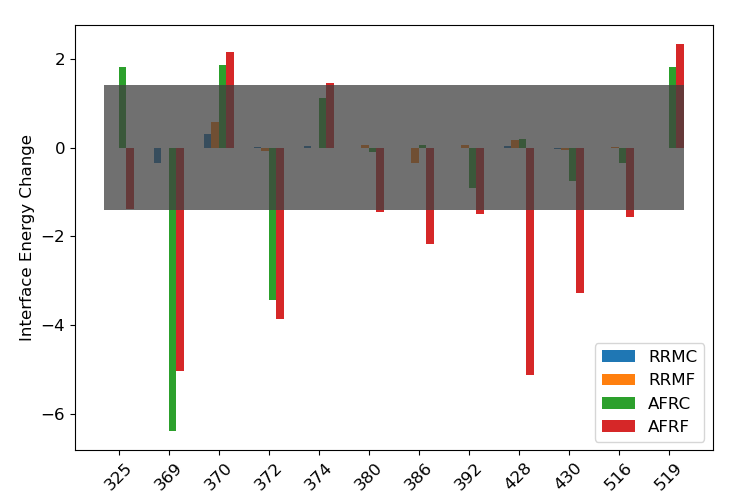 Interface Energy Change
2
0
−2
−4
−6
325 369 370 372 374 380 386 392 428 430 516 519
RRMC
RRMF
AFRC
AFRF